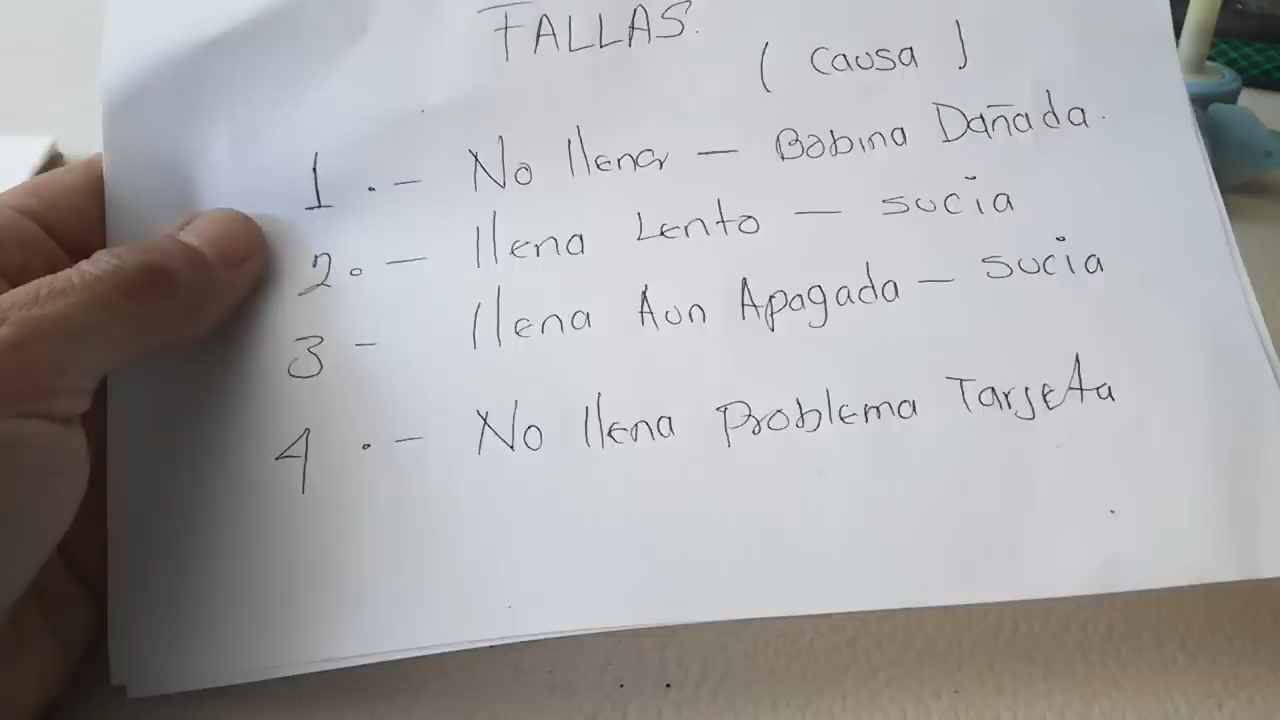 FALLAS.
( Causa )
1 .- No llena - Bobina Dañada.
2.- llena Lento - sucia
3 - llena Aun Apagada - sucia
4 .- No llena Problema Tarjeta